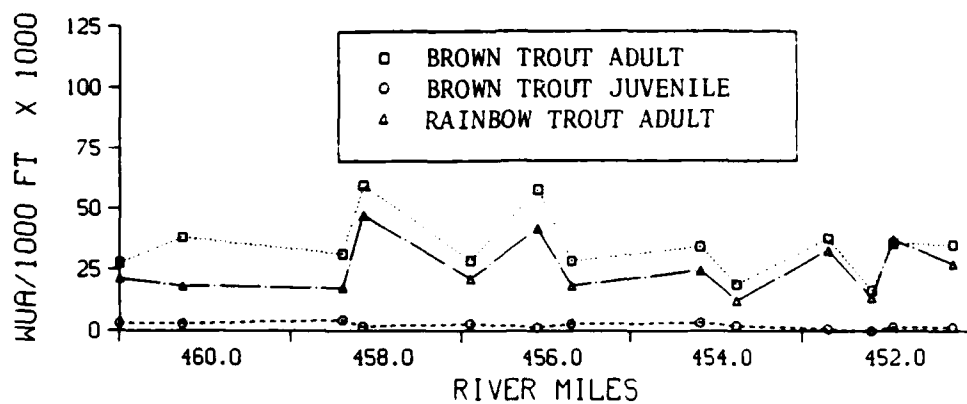 WUA/1000 FT X 1000
125
100
75
50
25
0
BROWN TROUT ADULT
BROWN TROUT JUVENILE
RAINBOW TROUT ADULT
460.0 458.0 456.0 454.0 452.0
RIVER MILES